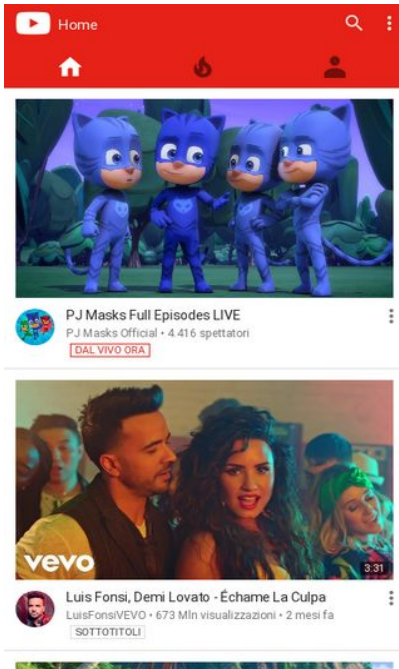 Home
PJ Masks Full Episodes LIVE
PJ Masks Official • 4.416 spettatori
DAL VIVO ORA
vevo
3:31
Luis Fonsi, Demi Lovato - Échame La Culpa
LuisFonsiVEVO • 673 Mln visualizzazioni • 2 mesi fa
SOTTOTITOLI